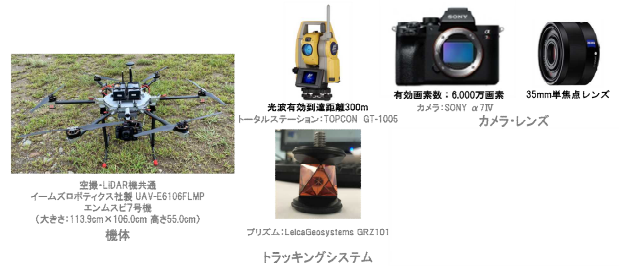 空撮・LiDAR機共通
イームズロボティクス社製 UAV-E6106FLMP
エンムスビ7号機
（大きさ：113.9cm×106.0cm 高さ55.0cm）
機体
光波有効到達距離300m
トータルステーション：TOPCON GT-1005
プリズム：LeicaGeosystems GRZ101
トラッキングシステム
SONY
有効画素数；6,000万画素
カメラ：SONY α7Ⅳ
35mm単焦点レンズ
カメラ・レンズ